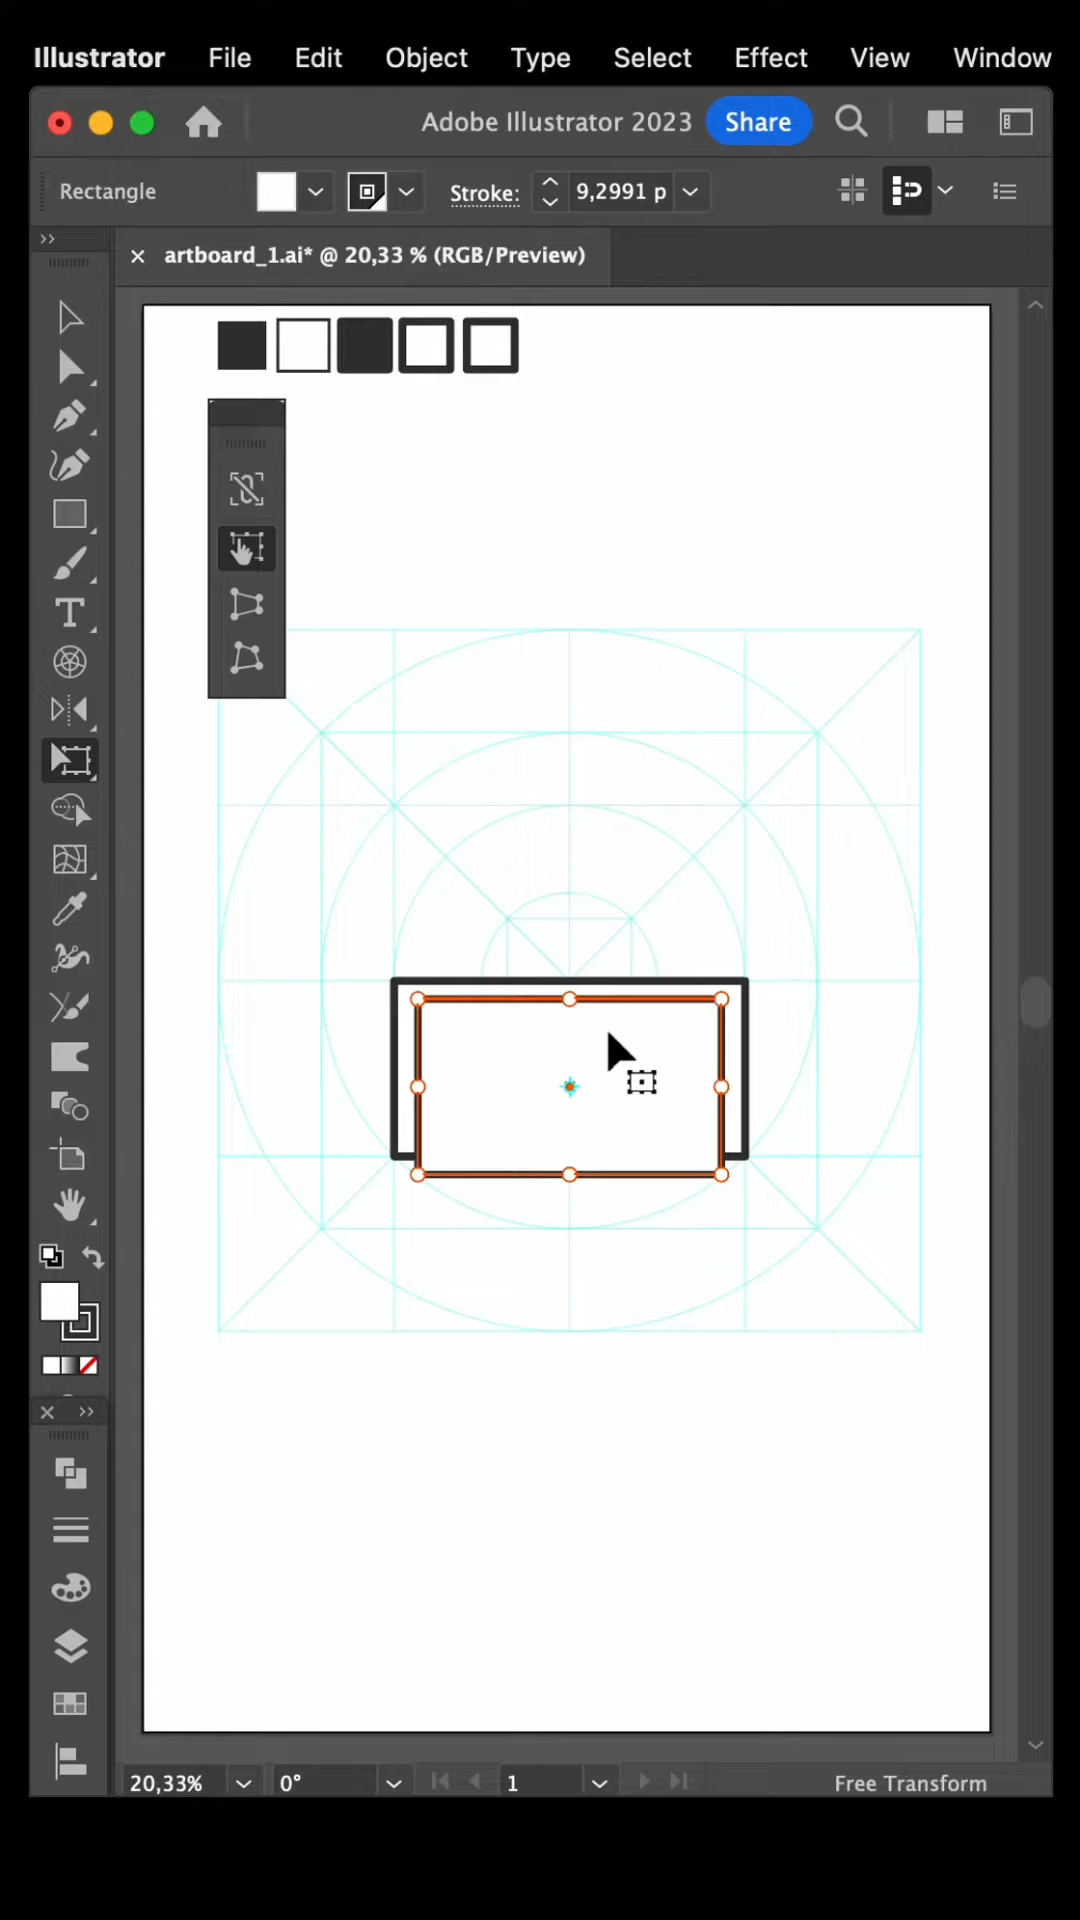 Illustrator File Edit Object Type Select Effect View Window
Adobe Illustrator 2023 Share
Rectangle Stroke: 9,2991 p
artboard_1.ai* @ 20,33 % (RGB/Preview)
20,33% 0° 1 Free Transform